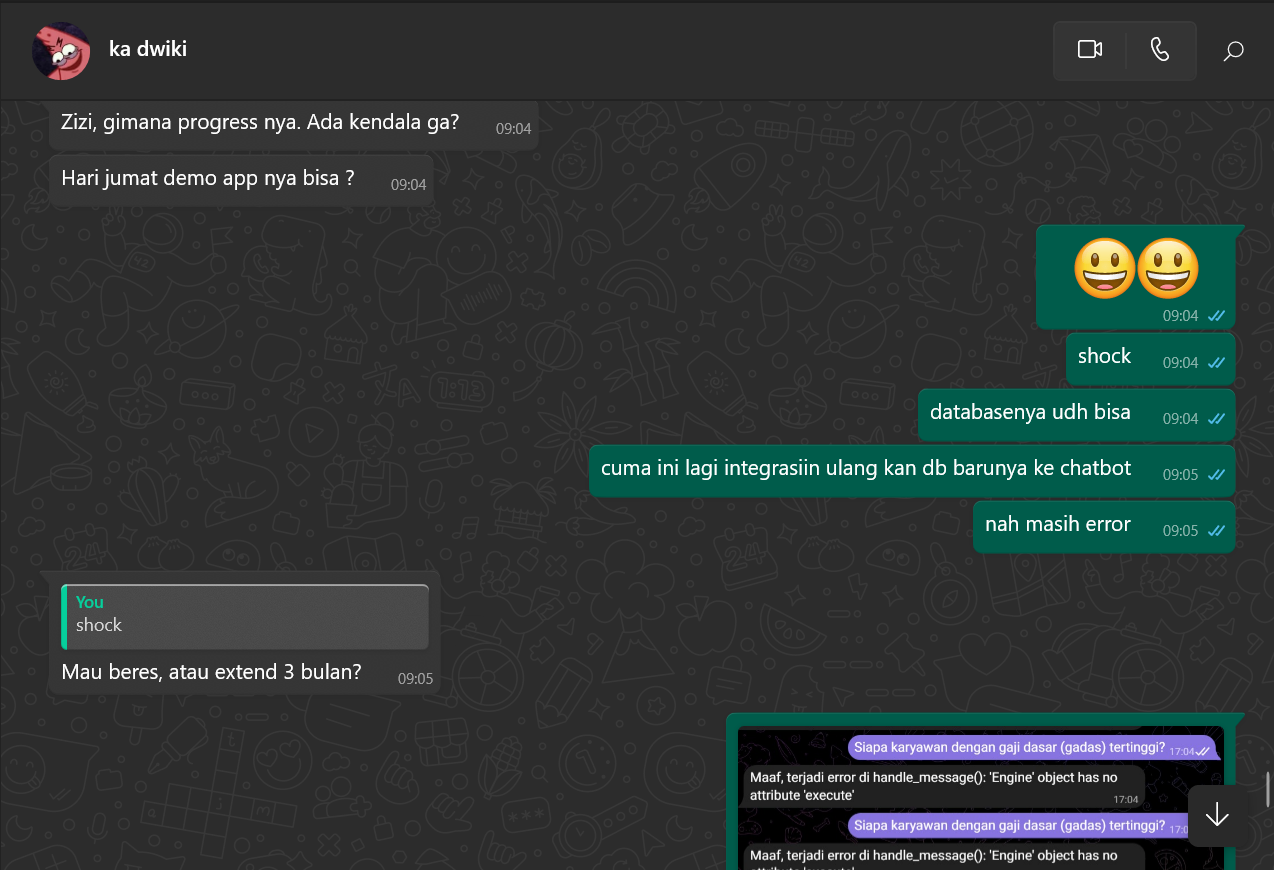 ka dwiki
Zizi, gimana progress nya. Ada kendala ga?
09:04
Hari jumat demo app nya bisa ?
09:04
09:04
shock
09:04
databasenya udh bisa
09:04
cuma ini lagi integrasiin ulang kan db barunya ke chatbot
09:05
nah masih error
09:05
You
shock
Mau beres, atau extend 3 bulan?
09:05
Siapa karyawan dengan gaji dasar (gadas) tertinggi?
17:04
Maaf, terjadi error di handle_message(): 'Engine' object has no
attribute 'execute'
17:04
Siapa karyawan dengan gaji dasar (gadas) tertinggi?
Maaf, terjadi error di handle_message(): 'Engine' object has no